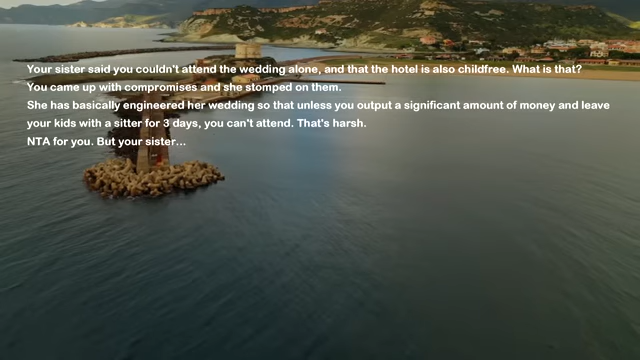 Your sister said you couldn't attend the wedding alone, and that the hotel is also childfree. What is that?
You came up with compromises and she stomped on them.
She has basically engineered her wedding so that unless you output a significant amount of money and leave
your kids with a sitter for 3 days, you can't attend. That's harsh.
NTA for you. But your sister...